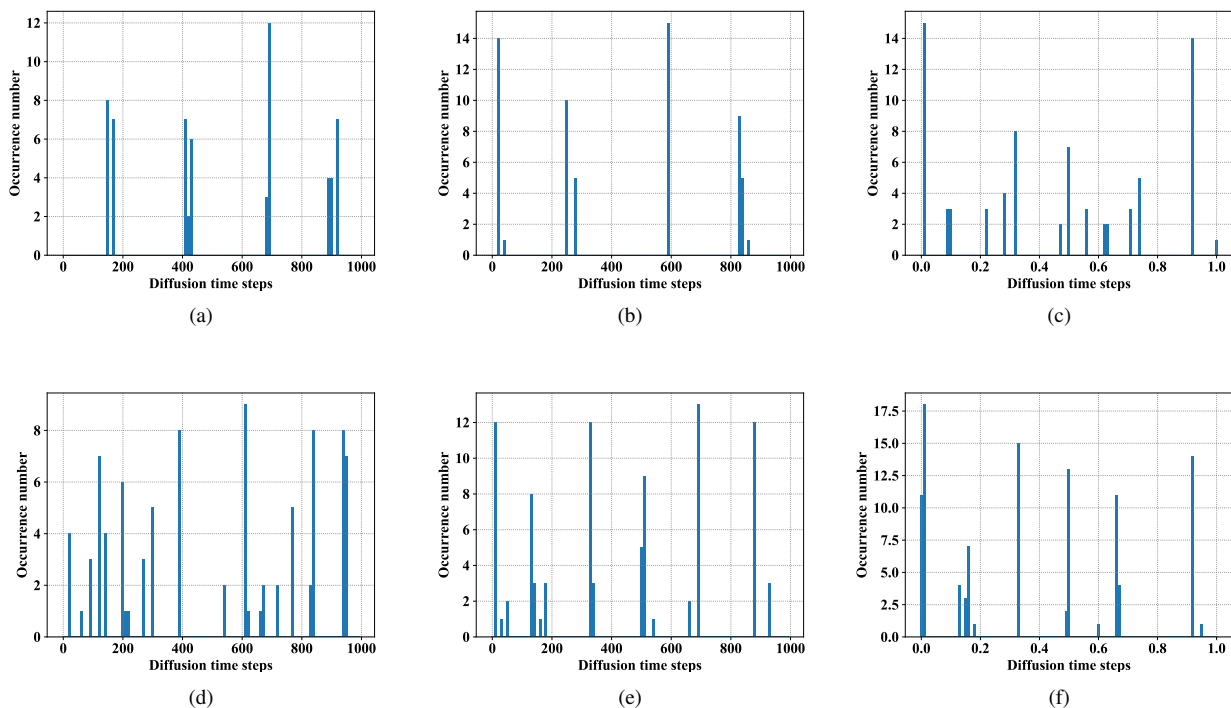 12
10
8
6
4
2
0
Occurrence number
0 200 400 600 800 1000
Diffusion time steps
(a)
14
12
10
8
6
4
2
0
Occurrence number
0 200 400 600 800 1000
Diffusion time steps
(b)
14
12
10
8
6
4
2
0
Occurrence number
0.0 0.2 0.4 0.6 0.8 1.0
Diffusion time steps
(c)
8
6
4
2
0
Occurrence number
0 200 400 600 800 1000
Diffusion time steps
(d)
12
10
8
6
4
2
0
Occurrence number
0 200 400 600 800 1000
Diffusion time steps
(e)
17.5
15.0
12.5
10.0
7.5
5.0
2.5
0.0
Occurrence number
0.0 0.2 0.4 0.6 0.8 1.0
Diffusion time steps
(f)